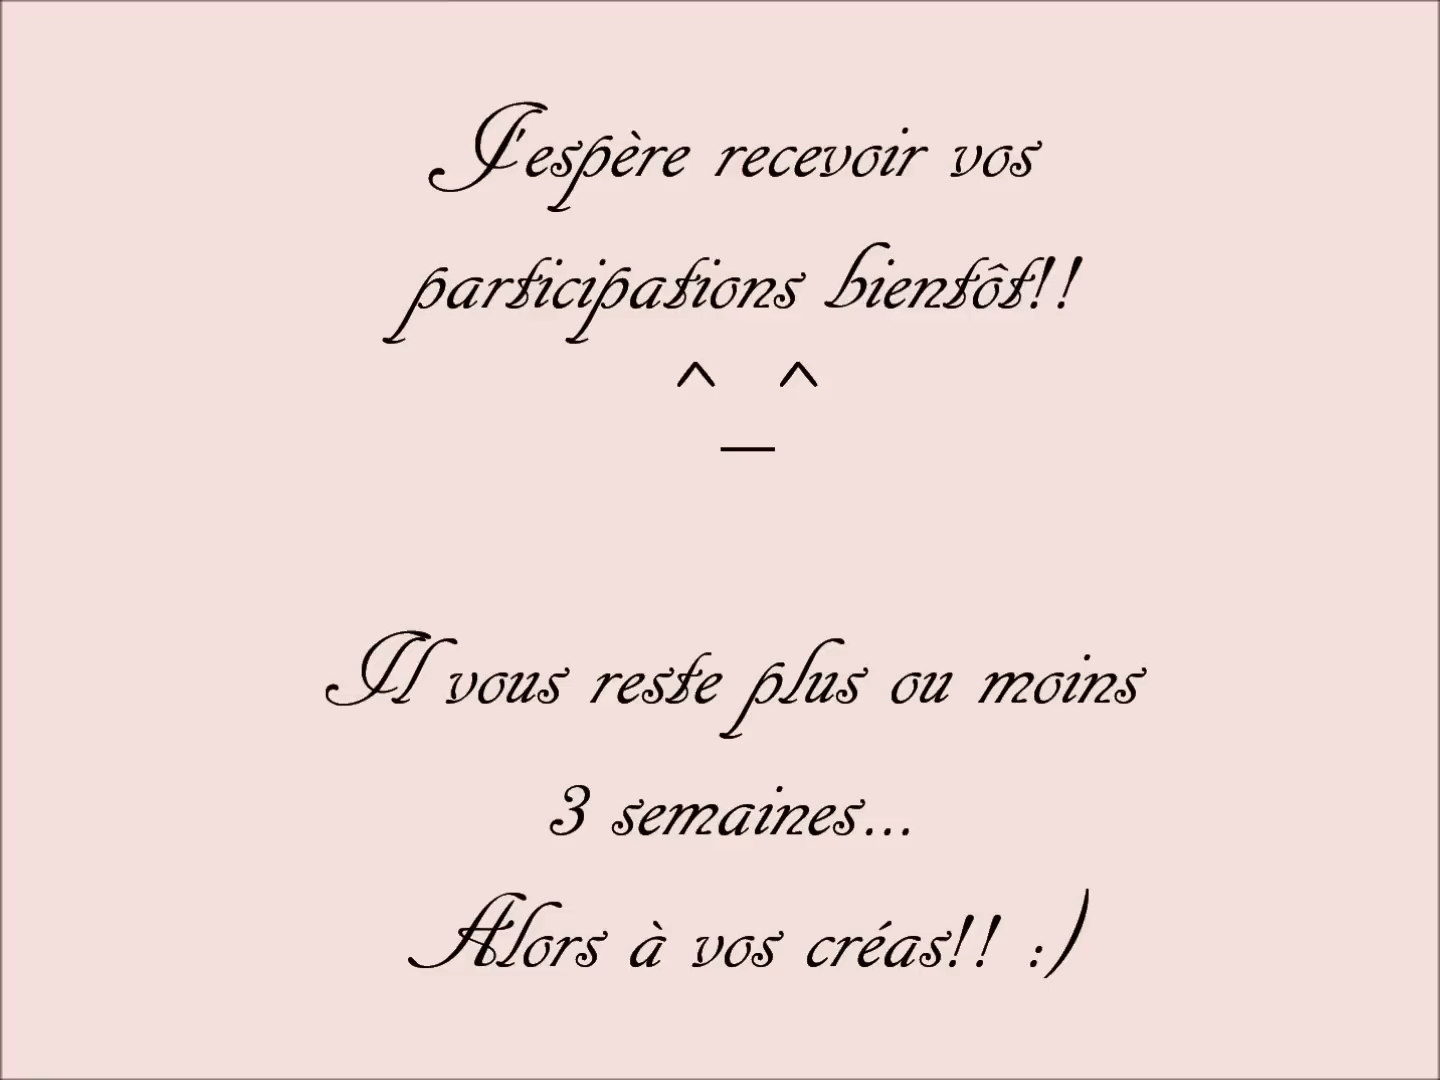 J'espère recevoir vos
participations bientôt!!
^_^
Il vous reste plus ou moins
3 semaines...
Alors à vos créas!! :)